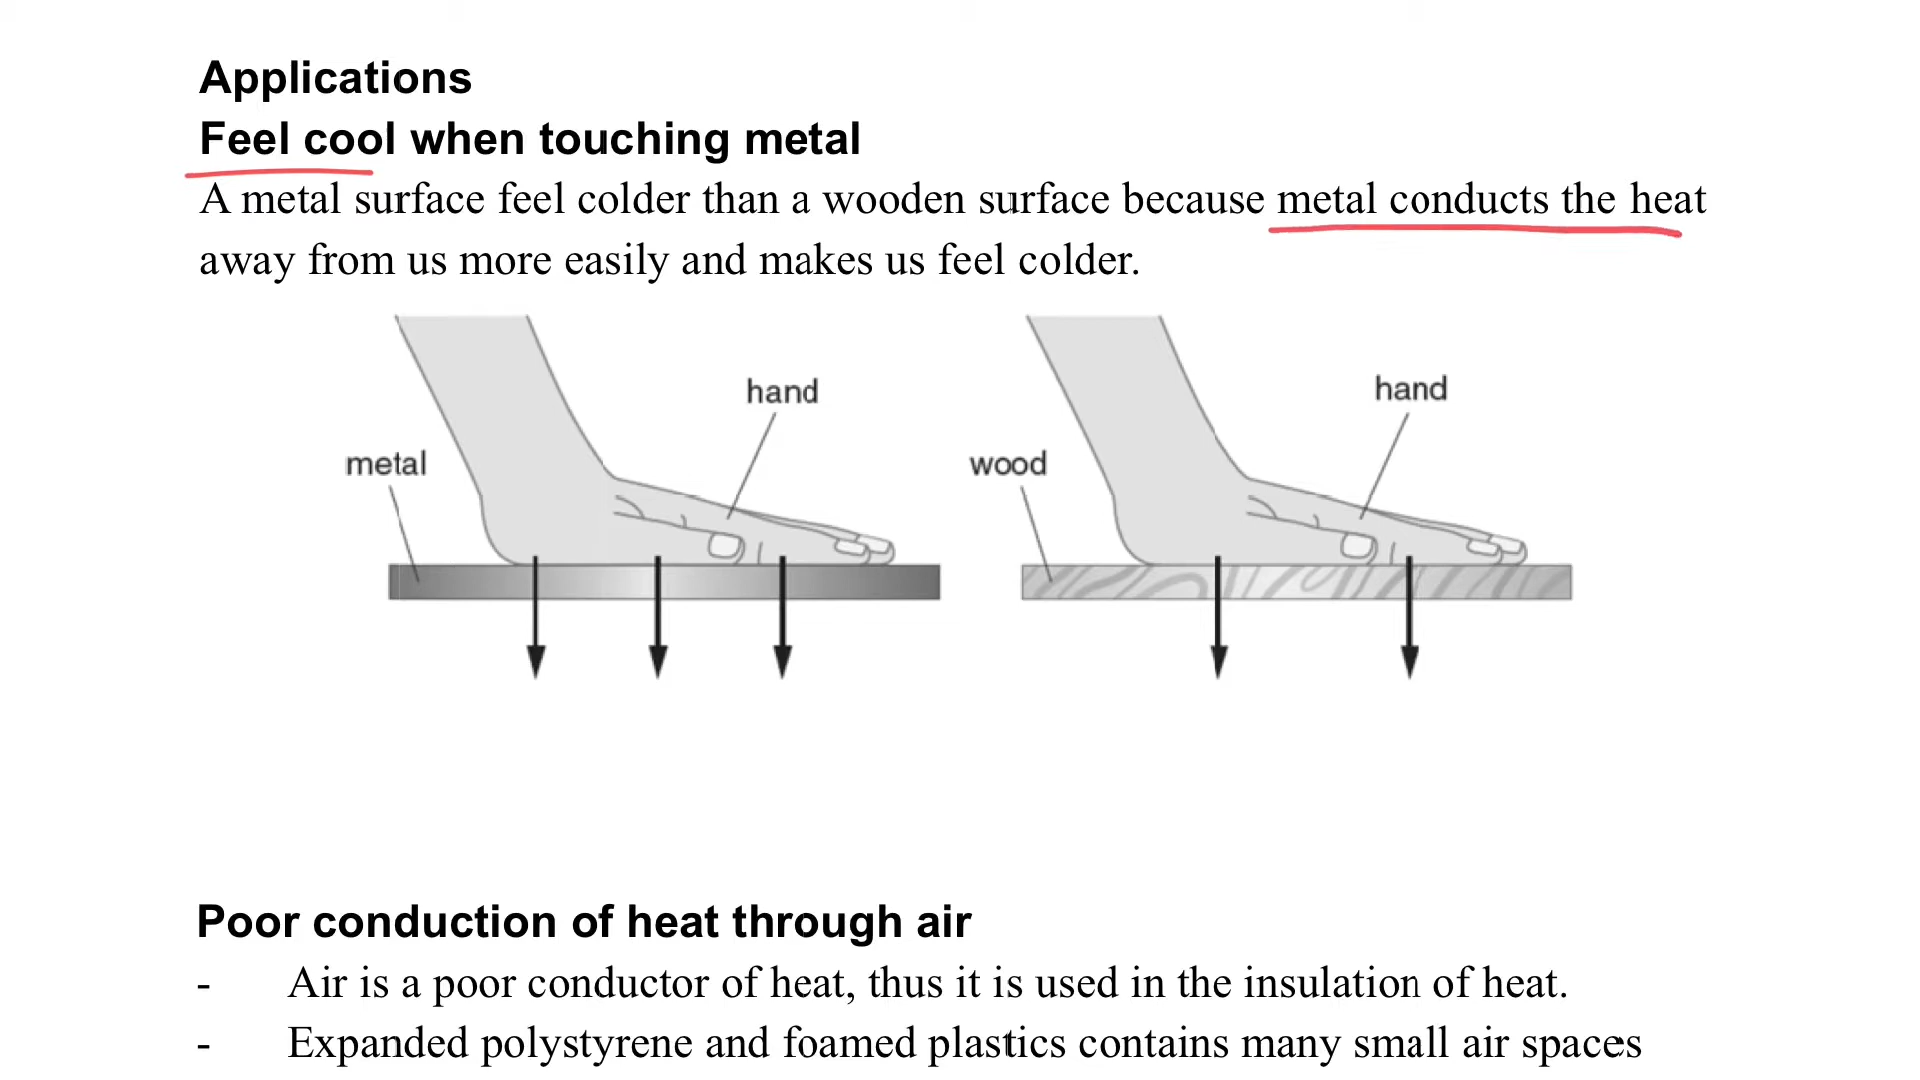 Applications
Feel cool when touching metal
A metal surface feel colder than a wooden surface because metal conducts the heat
away from us more easily and makes us feel colder.
hand
metal
hand
wood
Poor conduction of heat through air
- Air is a poor conductor of heat, thus it is used in the insulation of heat.
- Expanded polystyrene and foamed plastics contains many small air spaces